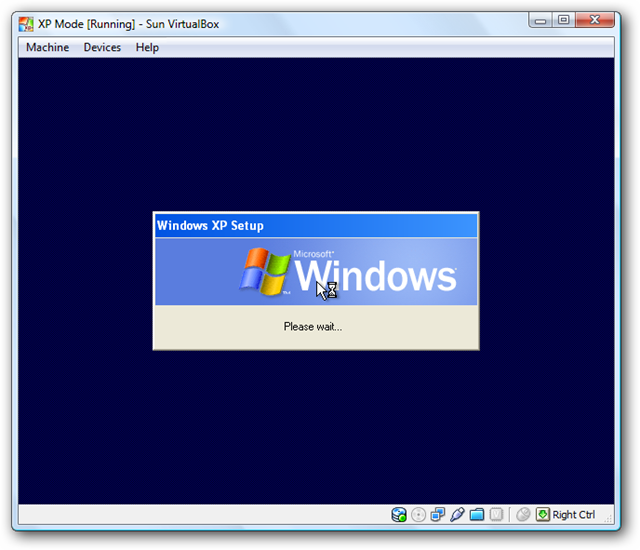 XP Mode [Running] - Sun VirtualBox
Machine Devices Help
Windows XP Setup
Microsoft®
Windows
Please wait...
Right Ctrl